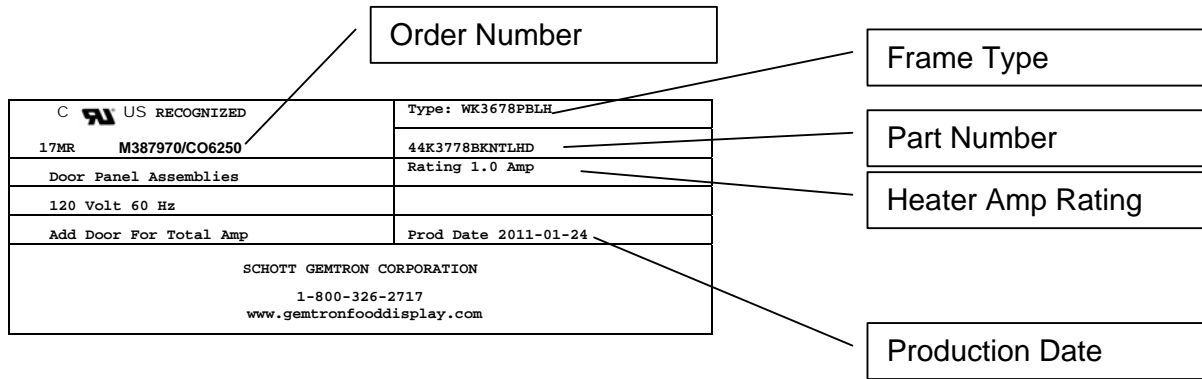 Order Number
Frame Type
C RU US RECOGNIZED
Type: WK3678PBLH
17MR M387970/CO6250
44K3778BKNTLHD
Part Number
Door Panel Assemblies
Rating 1.0 Amp
Heater Amp Rating
120 Volt 60 Hz
Add Door For Total Amp
Prod Date 2011-01-24
SCHOTT GEMTRON CORPORATION
1-800-326-2717
www.gemtronfooddisplay.com
Production Date